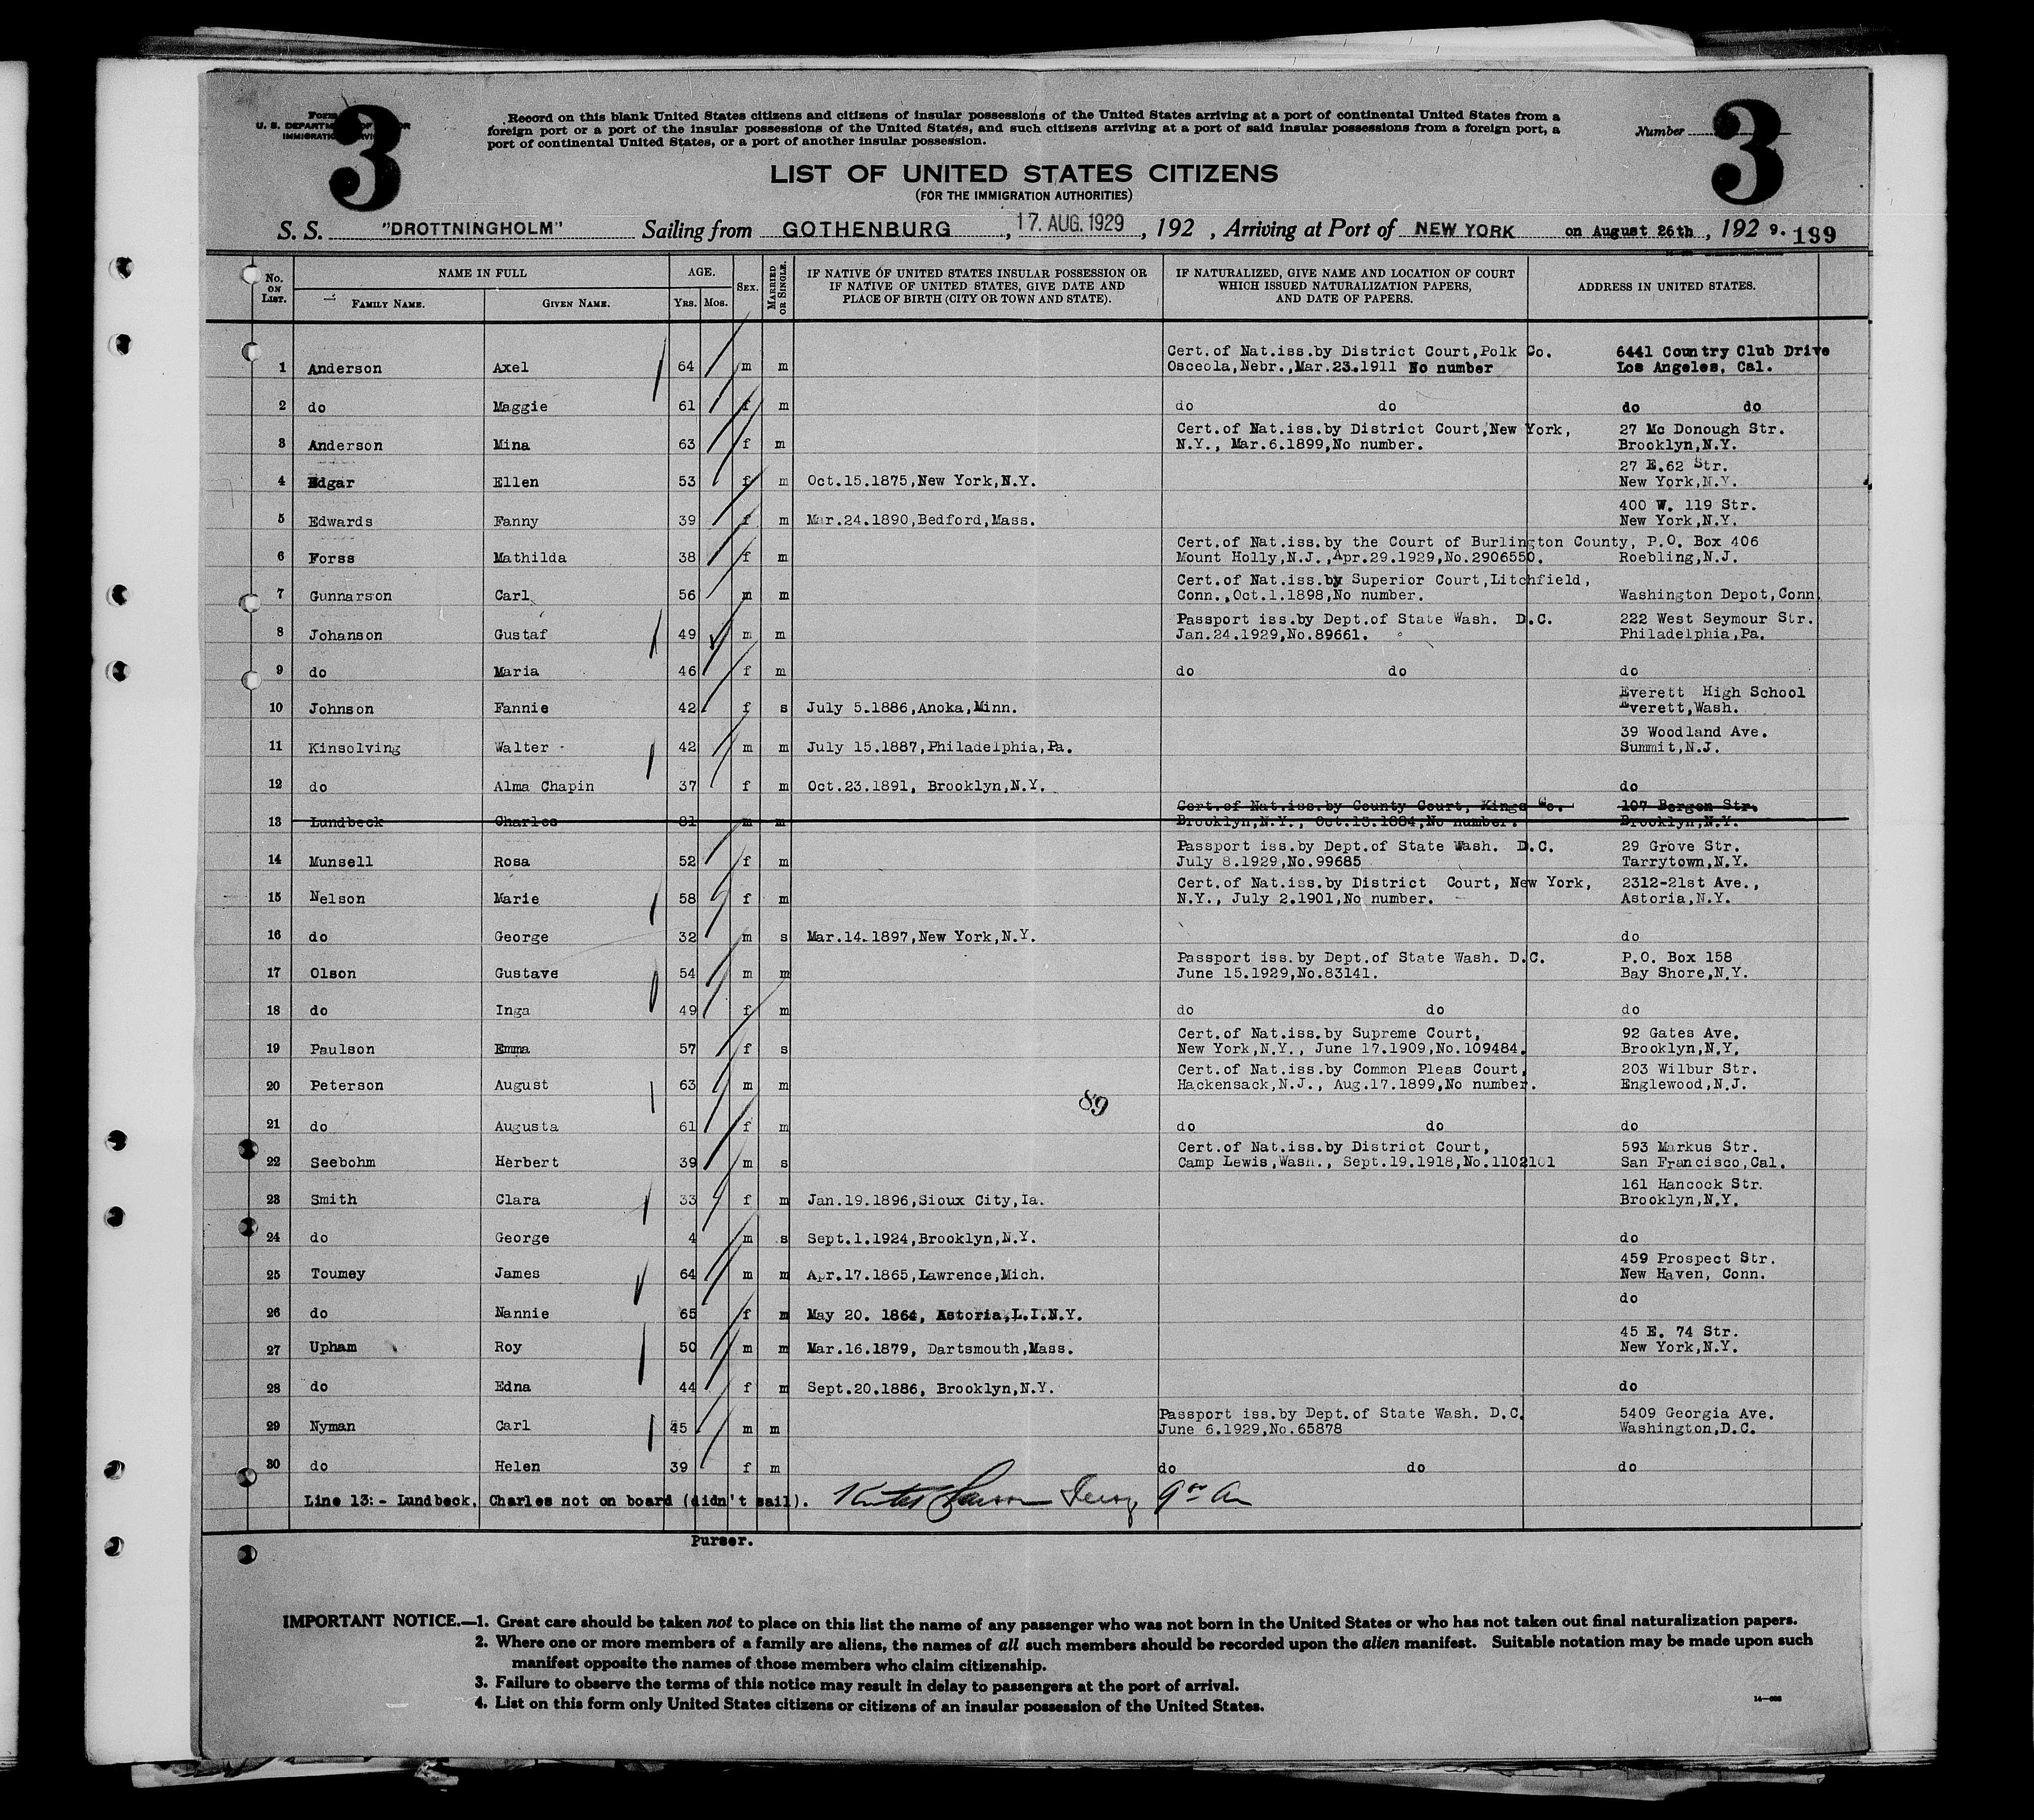 3
Form
U. S. DEPARTM OF OR
IMMIGRATIO SERVIC
Record on this blank United States citizens and citizens of insular possessions of the United States arriving at a port of continental United States from a
foreign port or a port of the insular possessions of the United States, and such citizens arriving at a port of said insular possessions from a foreign port, a
port of continental United States, or a port of another insular possession.
Number
3
LIST OF UNITED STATES CITIZENS
(FOR THE IMMIGRATION AUTHORITIES)
S. S. "DROTTNINGHOLM" Sailing from GOTHENBURG, 17. AUG. 1929, 192 , Arriving at Port of NEW YORK on August 26th, 1929. 199
No. ON LIST. NAME IN FULL FAMILY NAME. GIVEN NAME. AGE. YRS. MOS. SEX. MARRIED OR SINGLE. IF NATIVE OF UNITED STATES INSULAR POSSESSION OR IF NATIVE OF UNITED STATES, GIVE DATE AND PLACE OF BIRTH (CITY OR TOWN AND STATE). IF NATURALIZED, GIVE NAME AND LOCATION OF COURT WHICH ISSUED NATURALIZATION PAPERS, AND DATE OF PAPERS. ADDRESS IN UNITED STATES.
Cert.of Nat.iss.by District Court,Polk Co. 6441 Country Club Drive
1 Anderson Axel 64 m m Osceola,Nebr.,Mar.23.1911 No number Los Angeles, Cal.
2 do Maggie 61 f m do do do do
Cert.of Nat.iss.by District Court,New York, 27 Mc Donough Str.
3 Anderson Mina 63 f m N.Y., Mar.6.1899,No number. Brooklyn,N.Y.
27 E.62 Str.
4 Edgar Ellen 53 f m Oct.15.1875,New York,N.Y. New York,N.Y.
400 W. 119 Str.
5 Edwards Fanny 39 f m Mar.24.1890,Bedford,Mass. New York,N.Y.
Cert.of Nat.iss.by the Court of Burlington County, P.O. Box 406
6 Forss Mathilda 38 f m Mount Holly,N.J.,Apr.29.1929,No.2906550. Roebling,N.J.
Cert.of Nat.iss.by Superior Court,Litchfield,
7 Gunnarson Carl 56 m m Conn.,Oct.1.1898,No number. Washington Depot,Conn.
Passport iss.by Dept.of State Wash. D.C. 222 West Seymour Str.
8 Johanson Gustaf 49 m m Jan.24.1929,No.89661. Philadelphia,Pa.
9 do Maria 46 f m do do do
Everett High School
10 Johnson Fannie 42 f s July 5.1886,Anoka,Minn. Everett,Wash.
39 Woodland Ave.
11 Kinsolving Walter 42 m m July 15.1887,Philadelphia,Pa. Summit,N.J.
12 do Alma Chapin 37 f m Oct.23.1891, Brooklyn,N.Y. do
Cert.of Nat.iss.by County Court, Kings Co. 107 Bergen Str.
13 Lundbeck Charles 81 m m Brooklyn,N.Y., Oct.15.1884,No number. Brooklyn,N.Y.
Passport iss.by Dept.of State Wash. D.C. 29 Grove Str.
14 Munsell Rosa 52 f m July 8.1929,No.99685 Tarrytown,N.Y.
Cert.of Nat.iss.by District Court, New York, 2312-21st Ave.,
15 Nelson Marie 58 f m N.Y., July 2.1901,No number. Astoria,N.Y.
16 do George 32 m s Mar.14.1897,New York,N.Y. do
Passport iss.by Dept.of State Wash. D.C. P.O. Box 158
17 Olson Gustave 54 m m June 15.1929,No.83141. Bay Shore,N.Y.
18 do Inga 49 f m do do do
Cert.of Nat.iss.by Supreme Court, 92 Gates Ave.
19 Paulson Emma 57 f s New York,N.Y., June 17.1909,No.109484. Brooklyn,N.Y.
Cert.of Nat.iss.by Common Pleas Court, 203 Wilbur Str.
20 Peterson August 63 m m Hackensack,N.J., Aug.17.1899,No number. Englewood,N.J.
89
21 do Augusta 61 f m do do do
Cert.of Nat.iss.by District Court, 593 Markus Str.
22 Seebohm Herbert 39 m s Camp Lewis,Wash., Sept.19.1918,No.1102101 San Francisco,Cal.
161 Hancock Str.
23 Smith Clara 33 f m Jan.19.1896,Sioux City,Ia. Brooklyn,N.Y.
24 do George 4 m s Sept.1.1924,Brooklyn,N.Y. do
459 Prospect Str.
25 Toumey James 64 m m Apr.17.1865,Lawrence,Mich. New Haven, Conn.
do
26 do Nannie 65 f m May 20. 1864, Astoria,L.I.N.Y.
45 E. 74 Str.
27 Upham Roy 50 m m Mar.16.1879, Dartsmouth,Mass. New York,N.Y.
28 do Edna 44 f m Sept.20.1886, Brooklyn,N.Y. do
Passport iss.by Dept.of State Wash. D.C. 5409 Georgia Ave.
29 Nyman Carl 45 m m June 6.1929,No.65878 Washington,D.C.
30 do Helen 39 f m do do do
Line 13:- Lundbeck, Charles not on board (didn't sail).
Purser.
IMPORTANT NOTICE.—1. Great care should be taken not to place on this list the name of any passenger who was not born in the United States or who has not taken out final naturalization papers.
2. Where one or more members of a family are aliens, the names of all such members should be recorded upon the alien manifest. Suitable notation may be made upon such
manifest opposite the names of those members who claim citizenship.
3. Failure to observe the terms of this notice may result in delay to passengers at the port of arrival.
4. List on this form only United States citizens or citizens of an insular possession of the United States.